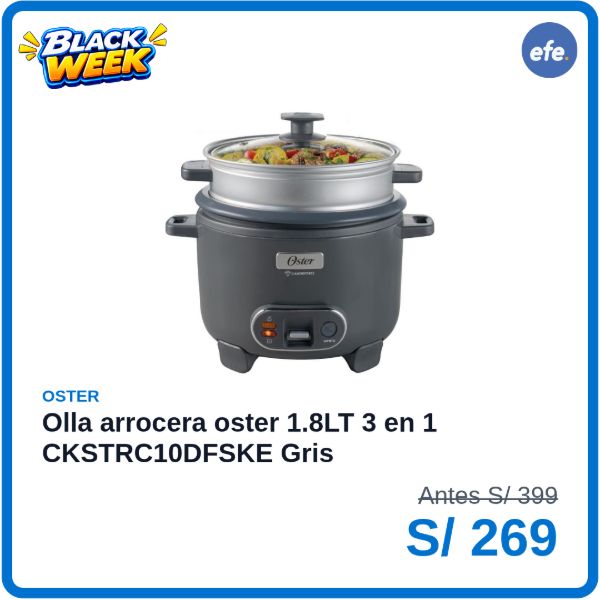 BLACK
WEEK
efe.
Oster
OSTER
Olla arrocera oster 1.8LT 3 en 1
CKSTRC10DFSKE Gris
Antes S/ 399
S/ 269